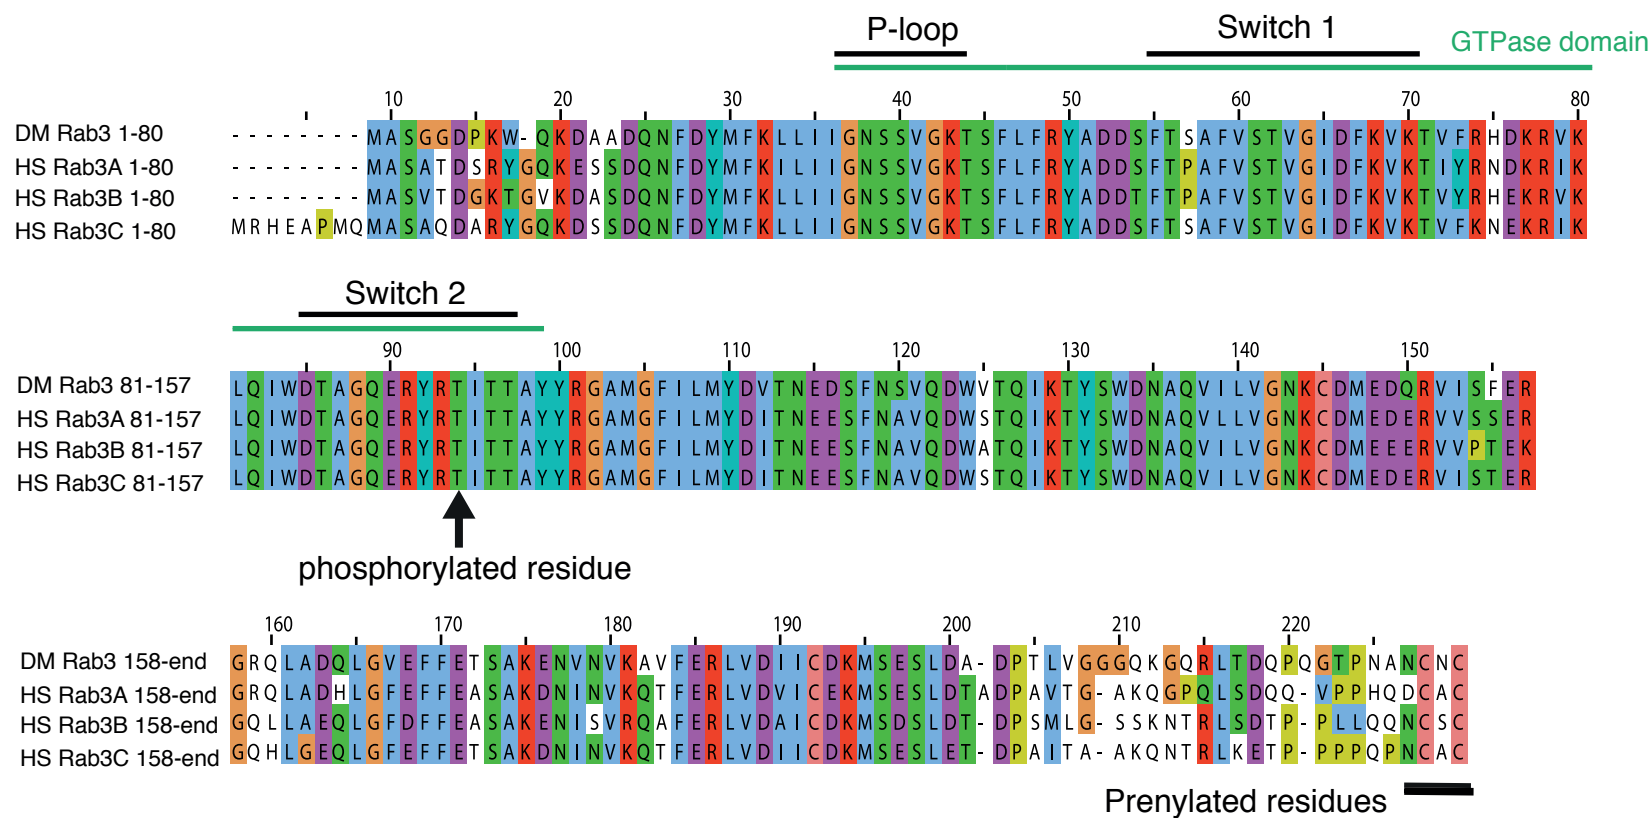 P-loop Switch 1 GTPase domain
10 20 30 40 50 60 70 80
DM Rab3 1-80 --------MASGGDPKW-QKDAADQNFDYMFKLLIIGNSSVGKTSFLFRYADDSFTSAFVSTVGIDFKVKTVFRHDKRVK
HS Rab3A 1-80 --------MASATDSRYGQKESSDQNFDYMFKILIIGNSSVGKTSFLFRYADDSFTPAFVSTVGIDFKVKTIYRNDKRIK
HS Rab3B 1-80 --------MASVTDGKTGVKDASDQNFDYMFKLLIIGNSSVGKTSFLFRYADDTFTPAFVSTVGIDFKVKTVYRHEKRVK
HS Rab3C 1-80 MRHEAPMQMASAQDARYGQKDSSDQNFDYMFKLLIIGNSSVGKTSFLFRYADDSFTSAFVSTVGIDFKVKTVFKNEKRIK
Switch 2
90 100 110 120 130 140 150
DM Rab3 81-157 LQIWDTAGQERYRTITTAYYRGAMGFILMYDVTNEDSFNSVQDWVTQIKTYSWDNAQVILVGNKCDMEDQRVISFER
HS Rab3A 81-157 LQIWDTAGQERYRTITTAYYRGAMGFILMYDITNEESFNAVQDWSTQIKTYSWDNAQVLLVGNKCDMEDERVVSSER
HS Rab3B 81-157 LQIWDTAGQERYRTITTAYYRGAMGFILMYDITNEESFNAVQDWATQIKTYSWDNAQVILVGNKCDMEEERVVPTEK
HS Rab3C 81-157 LQIWDTAGQERYRTITTAYYRGAMGFILMYDITNEESFNAVQDWSTQIKTYSWDNAQVILVGNKCDMEDERVISTER
phosphorylated residue
160 170 180 190 200 210 220
DM Rab3 158-end GRQLADQLGVEFFETSAKENVNVKAVFERLVDIICDKMSESLDA-DPTLVGGGQKGQRLTDQPQGTPNANCNC
HS Rab3A 158-end GRQLADHLGFEFFEASAKDNINVKQTFERLVDVICEKMSESLDTADPAVTG-AKQGPQLSDQQ-VPPHQDCAC
HS Rab3B 158-end GQLLAEQLGFDFFEASAKENISVRQAFERLVDAICDKMSDSLDT-DPSMLG-SSKNTRLSDTP-PLLQQNCSC
HS Rab3C 158-end GQHLGEQLGFEFFETSAKDNINVKQTFERLVDIICDKMSESLET-DPAITA-AKQNTRLKETP-PPPQPNCAC
Prenylated residues